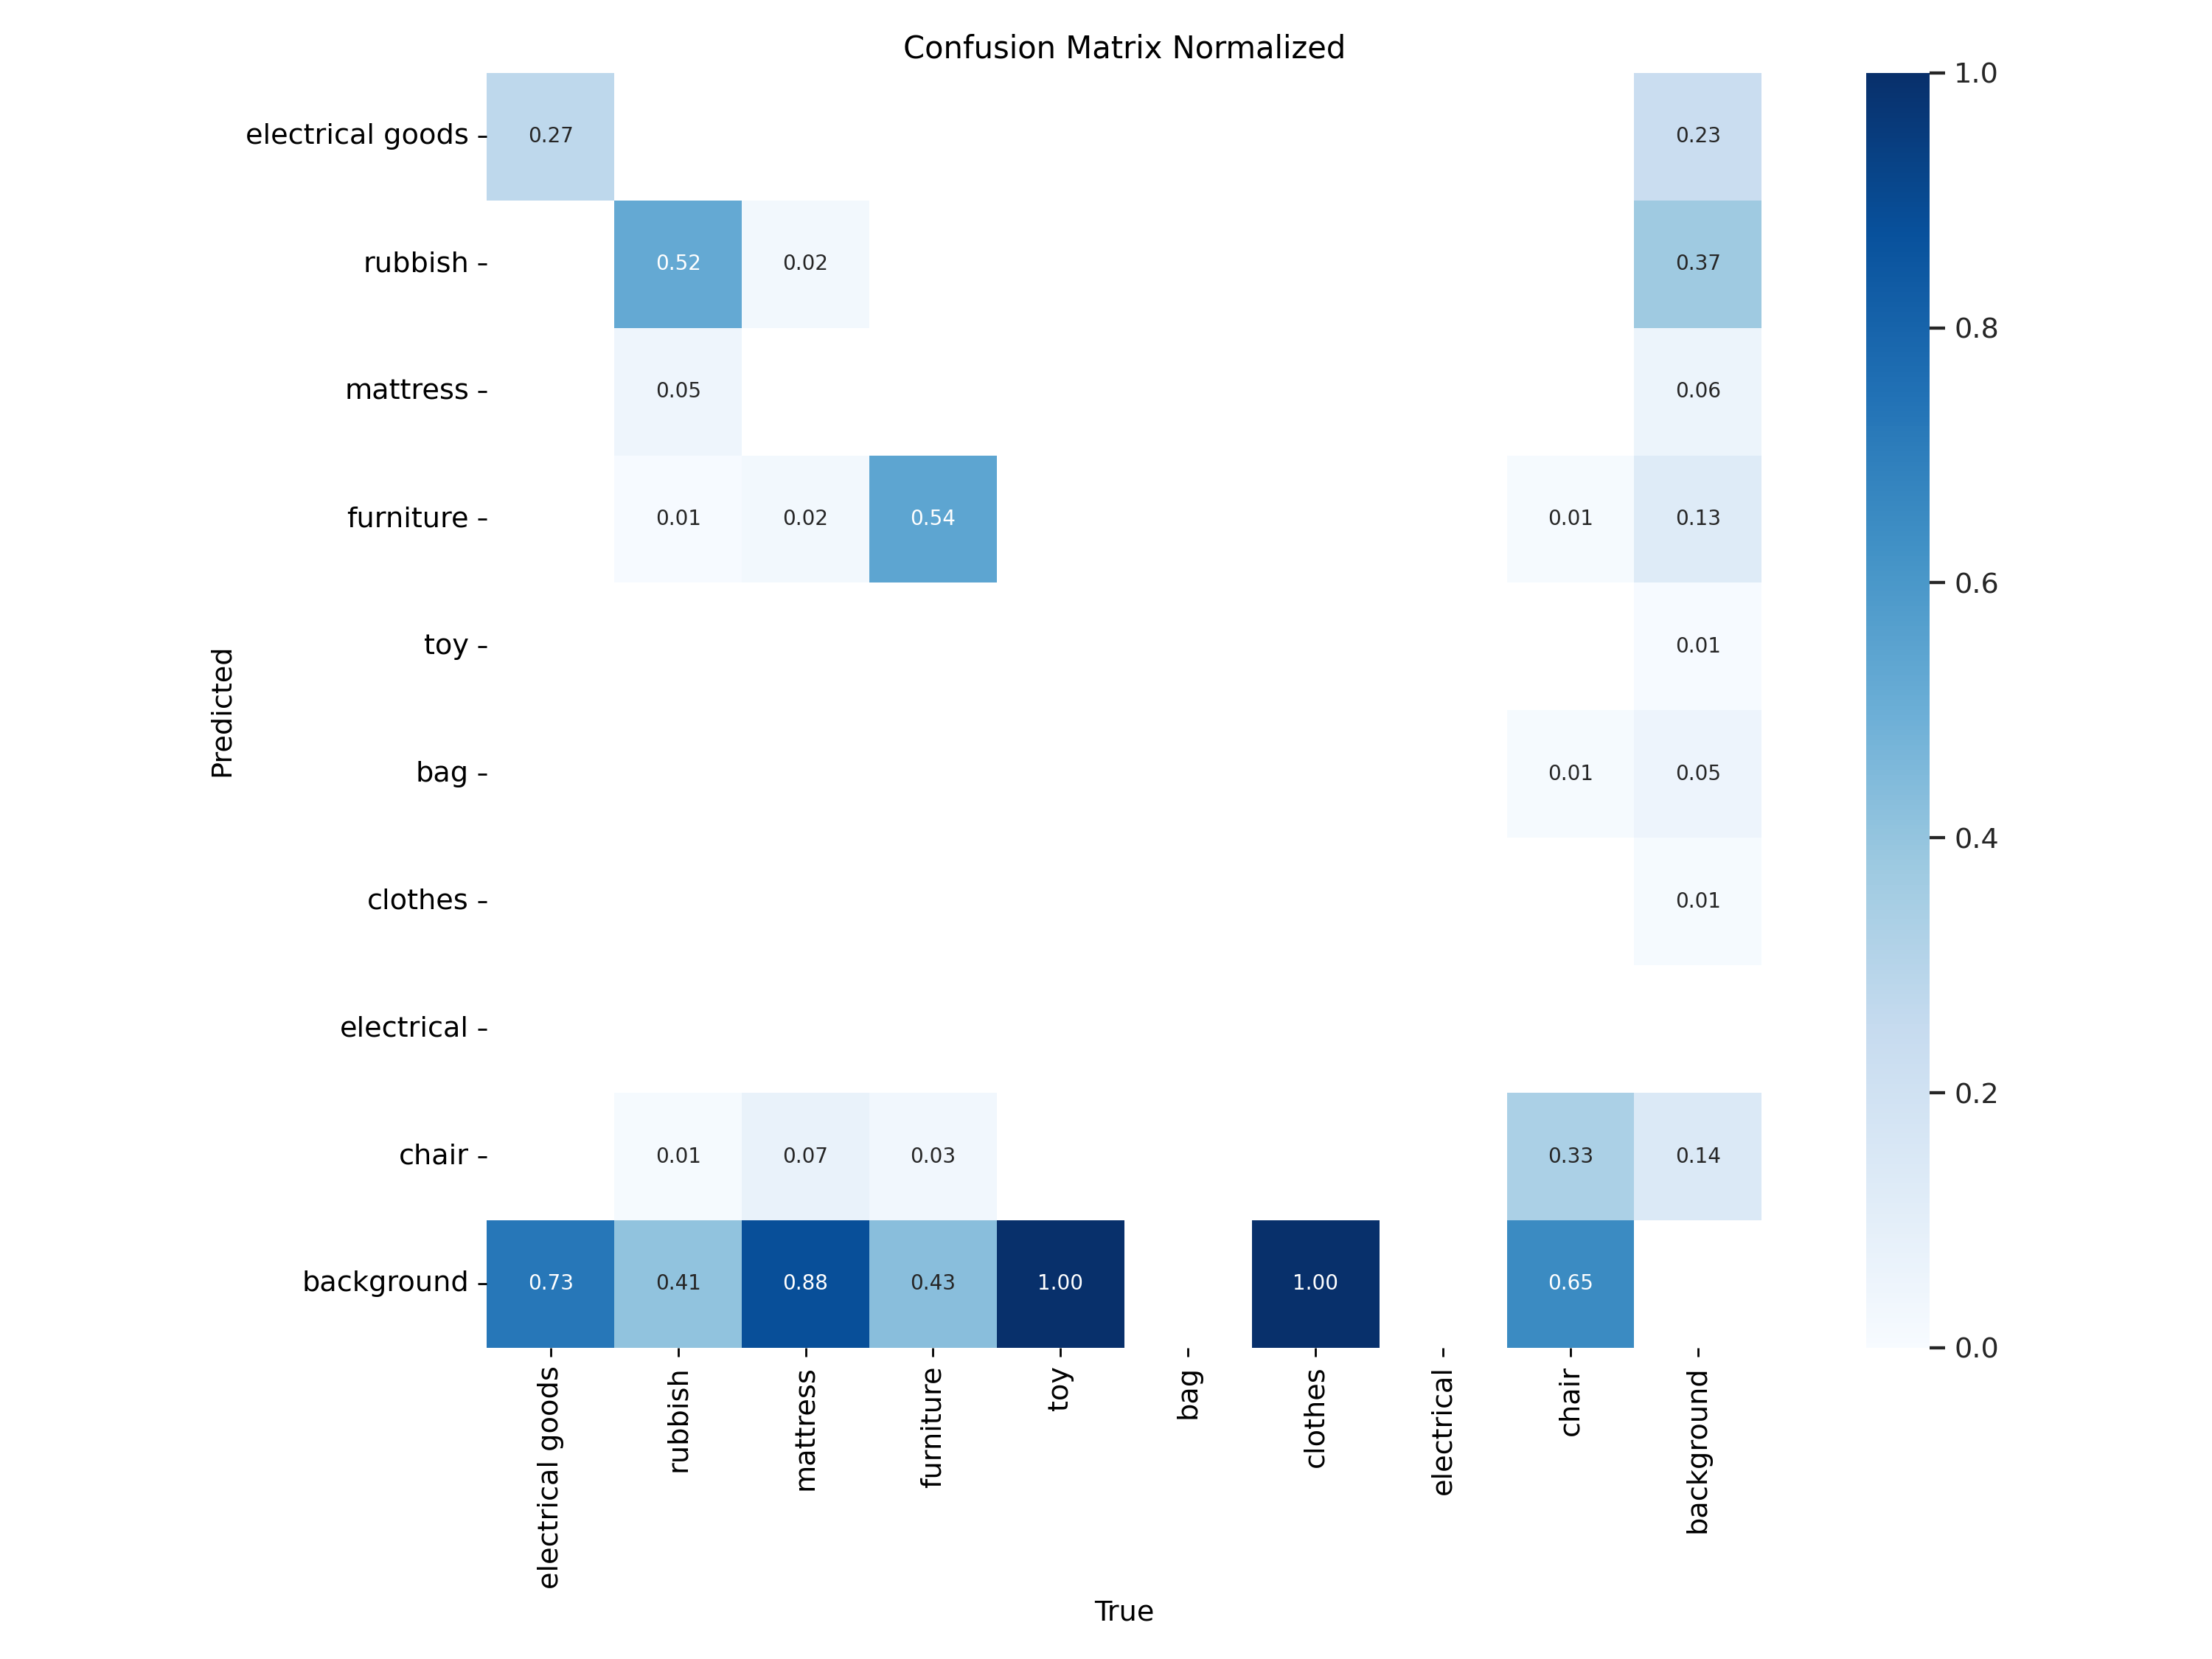 Confusion Matrix Normalized
electrical goods 0.27 0.23
rubbish 0.52 0.02 0.37
mattress 0.05 0.06
furniture 0.01 0.02 0.54 0.01 0.13
toy 0.01
bag 0.01 0.05
clothes 0.01
electrical
chair 0.01 0.07 0.03 0.33 0.14
background 0.73 0.41 0.88 0.43 1.00 1.00 0.65
Predicted
electrical goods
rubbish
mattress
furniture
toy
bag
clothes
electrical
chair
background
True
1.0
0.8
0.6
0.4
0.2
0.0